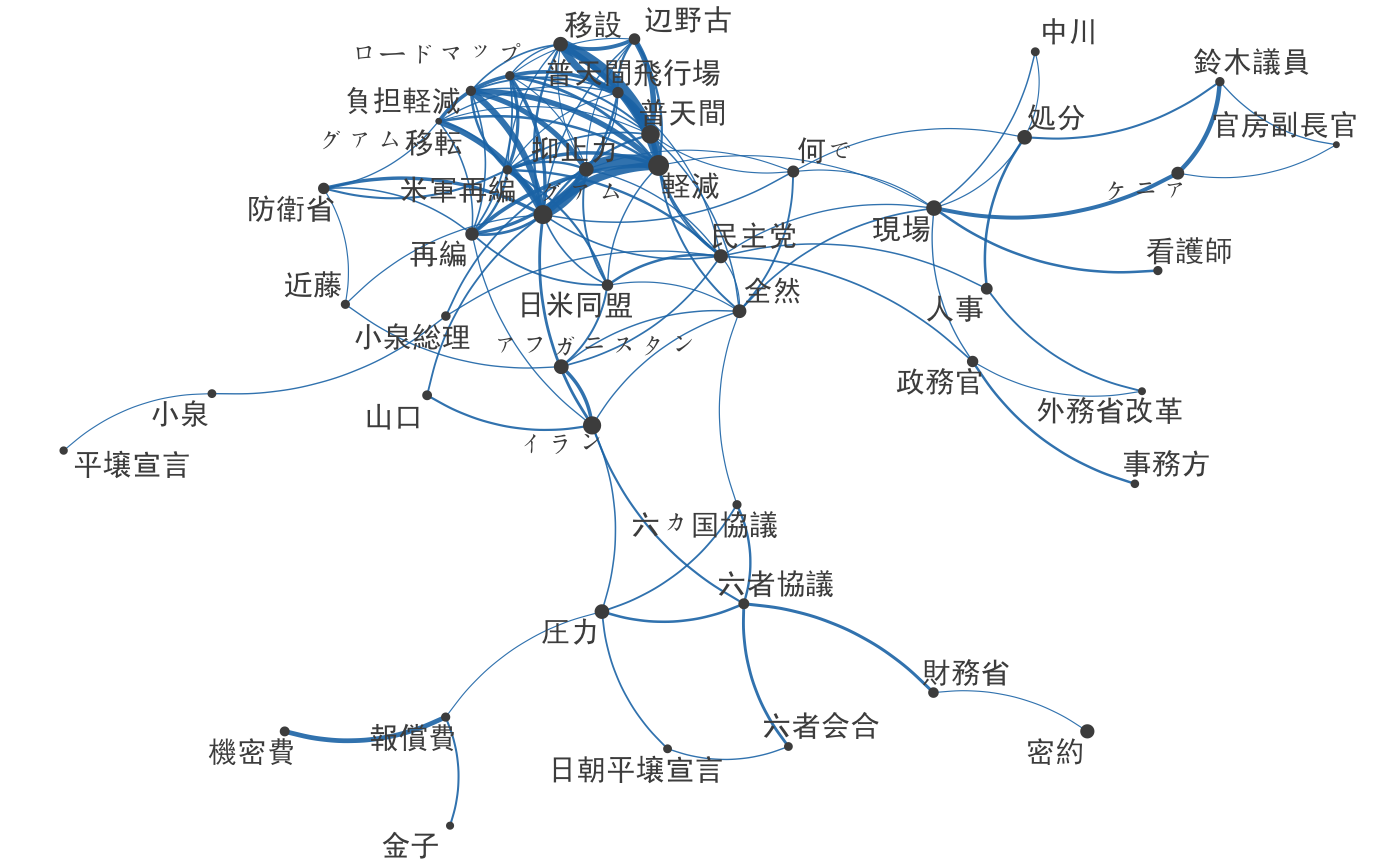 移設
辺野古
中川
ロードマップ
普天間飛行場
鈴木議員
負担軽減
普天間
処分
官房副長官
グアム移転
抑止力
何で
米軍再編
グアム
軽減
ケニア
防衛省
再編
民主党
現場
看護師
近藤
日米同盟
全然
人事
小泉総理
アフガニスタン
政務官
小泉
山口
イラン
外務省改革
平壌宣言
事務方
六カ国協議
六者協議
圧力
財務省
機密費
報償費
六者会合
密約
日朝平壌宣言
金子